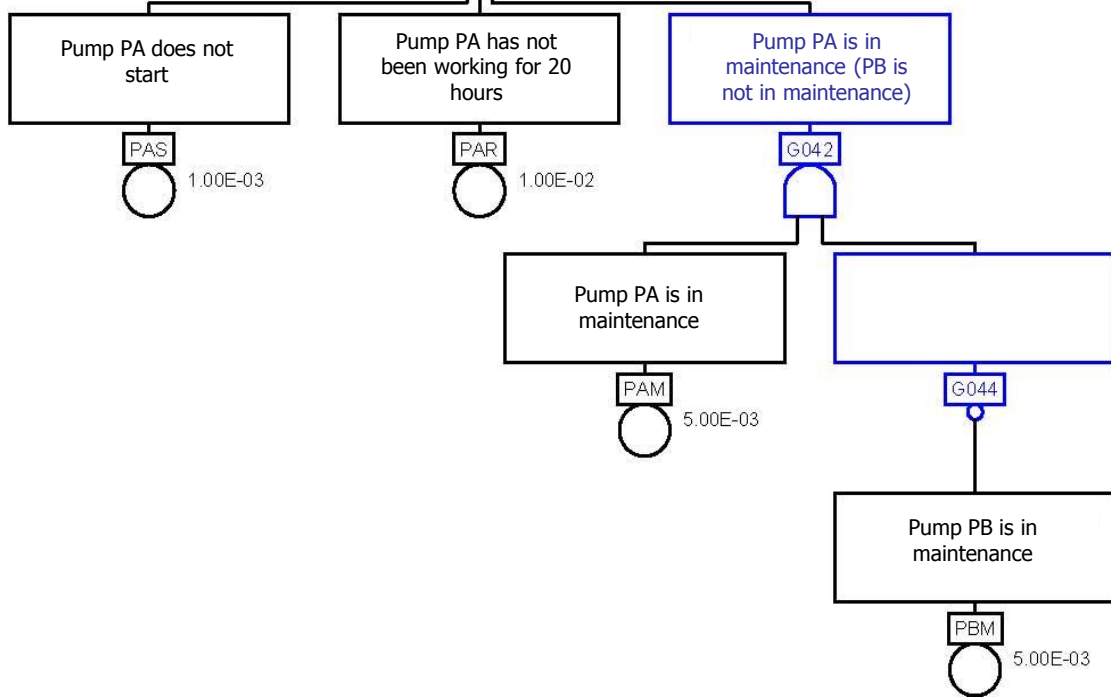 Pump PA does not
start
Pump PA has not
been working for 20
hours
Pump PA is in
maintenance (PB is
not in maintenance)
PAS
1.00E-03
PAR
1.00E-02
G042
Pump PA is in
maintenance
PAM
5.00E-03
G044
Pump PB is in
maintenance
PBM
5.00E-03